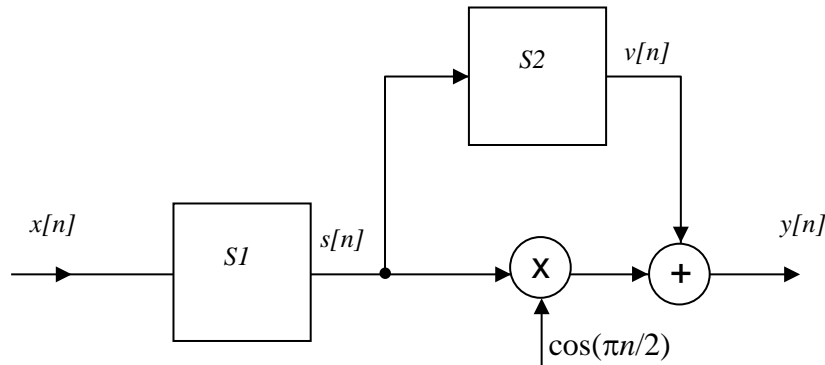 S2
v[n]
x[n]
S1
s[n]
y[n]
x
+
cos(πn/2)